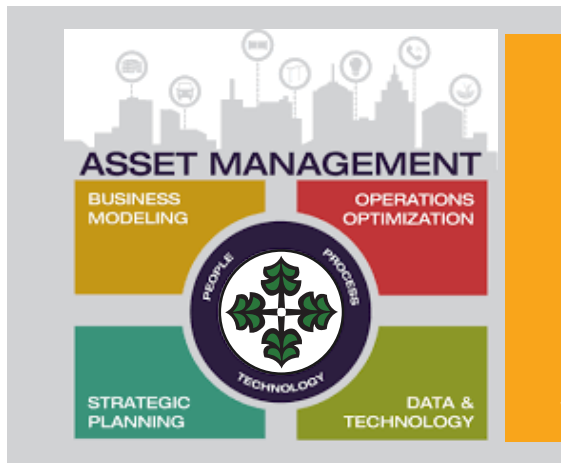 ASSET MANAGEMENT
BUSINESS
MODELING
OPERATIONS
OPTIMIZATION
PEOPLE
PROCESS
TECHNOLOGY
STRATEGIC
PLANNING
DATA &
TECHNOLOGY